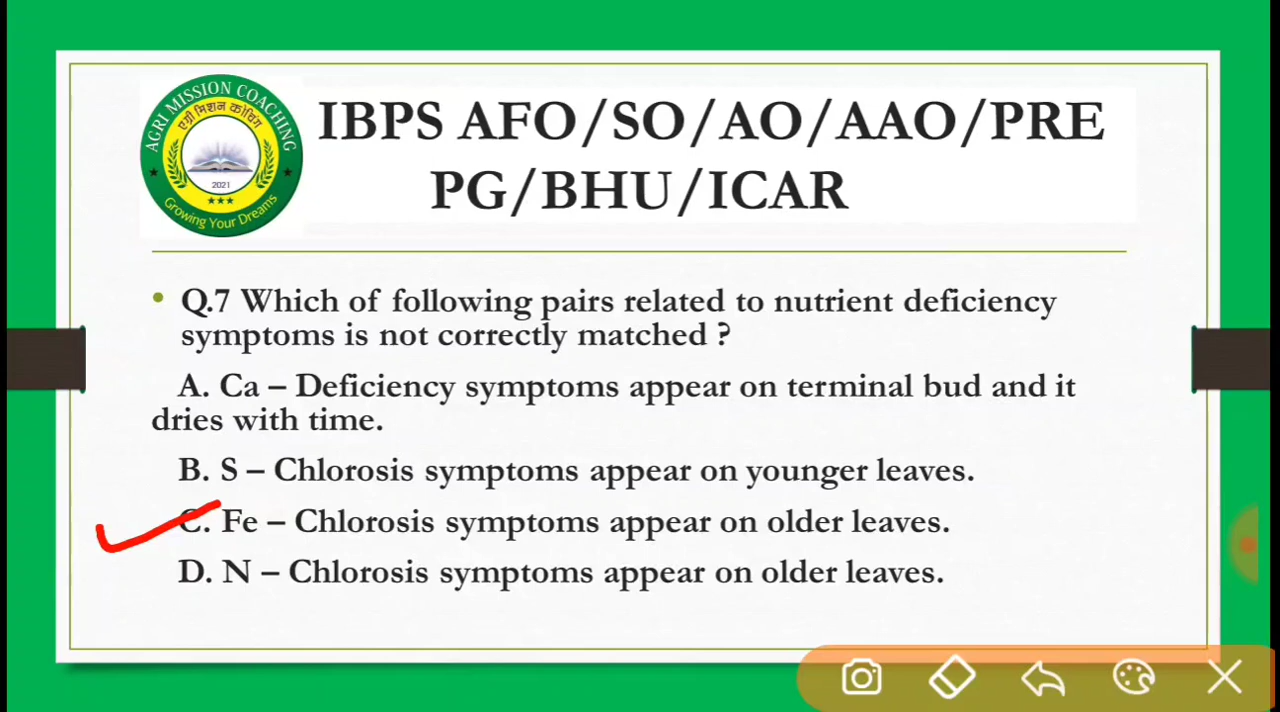 AGRI MISSION COACHING
एग्री मिशन कोचिंग
2021
Growing Your Dreams
IBPS AFO/SO/AO/AAO/PRE
PG/BHU/ICAR
• Q.7 Which of following pairs related to nutrient deficiency
symptoms is not correctly matched ?
A. Ca – Deficiency symptoms appear on terminal bud and it
dries with time.
B. S – Chlorosis symptoms appear on younger leaves.
C. Fe – Chlorosis symptoms appear on older leaves.
D. N – Chlorosis symptoms appear on older leaves.